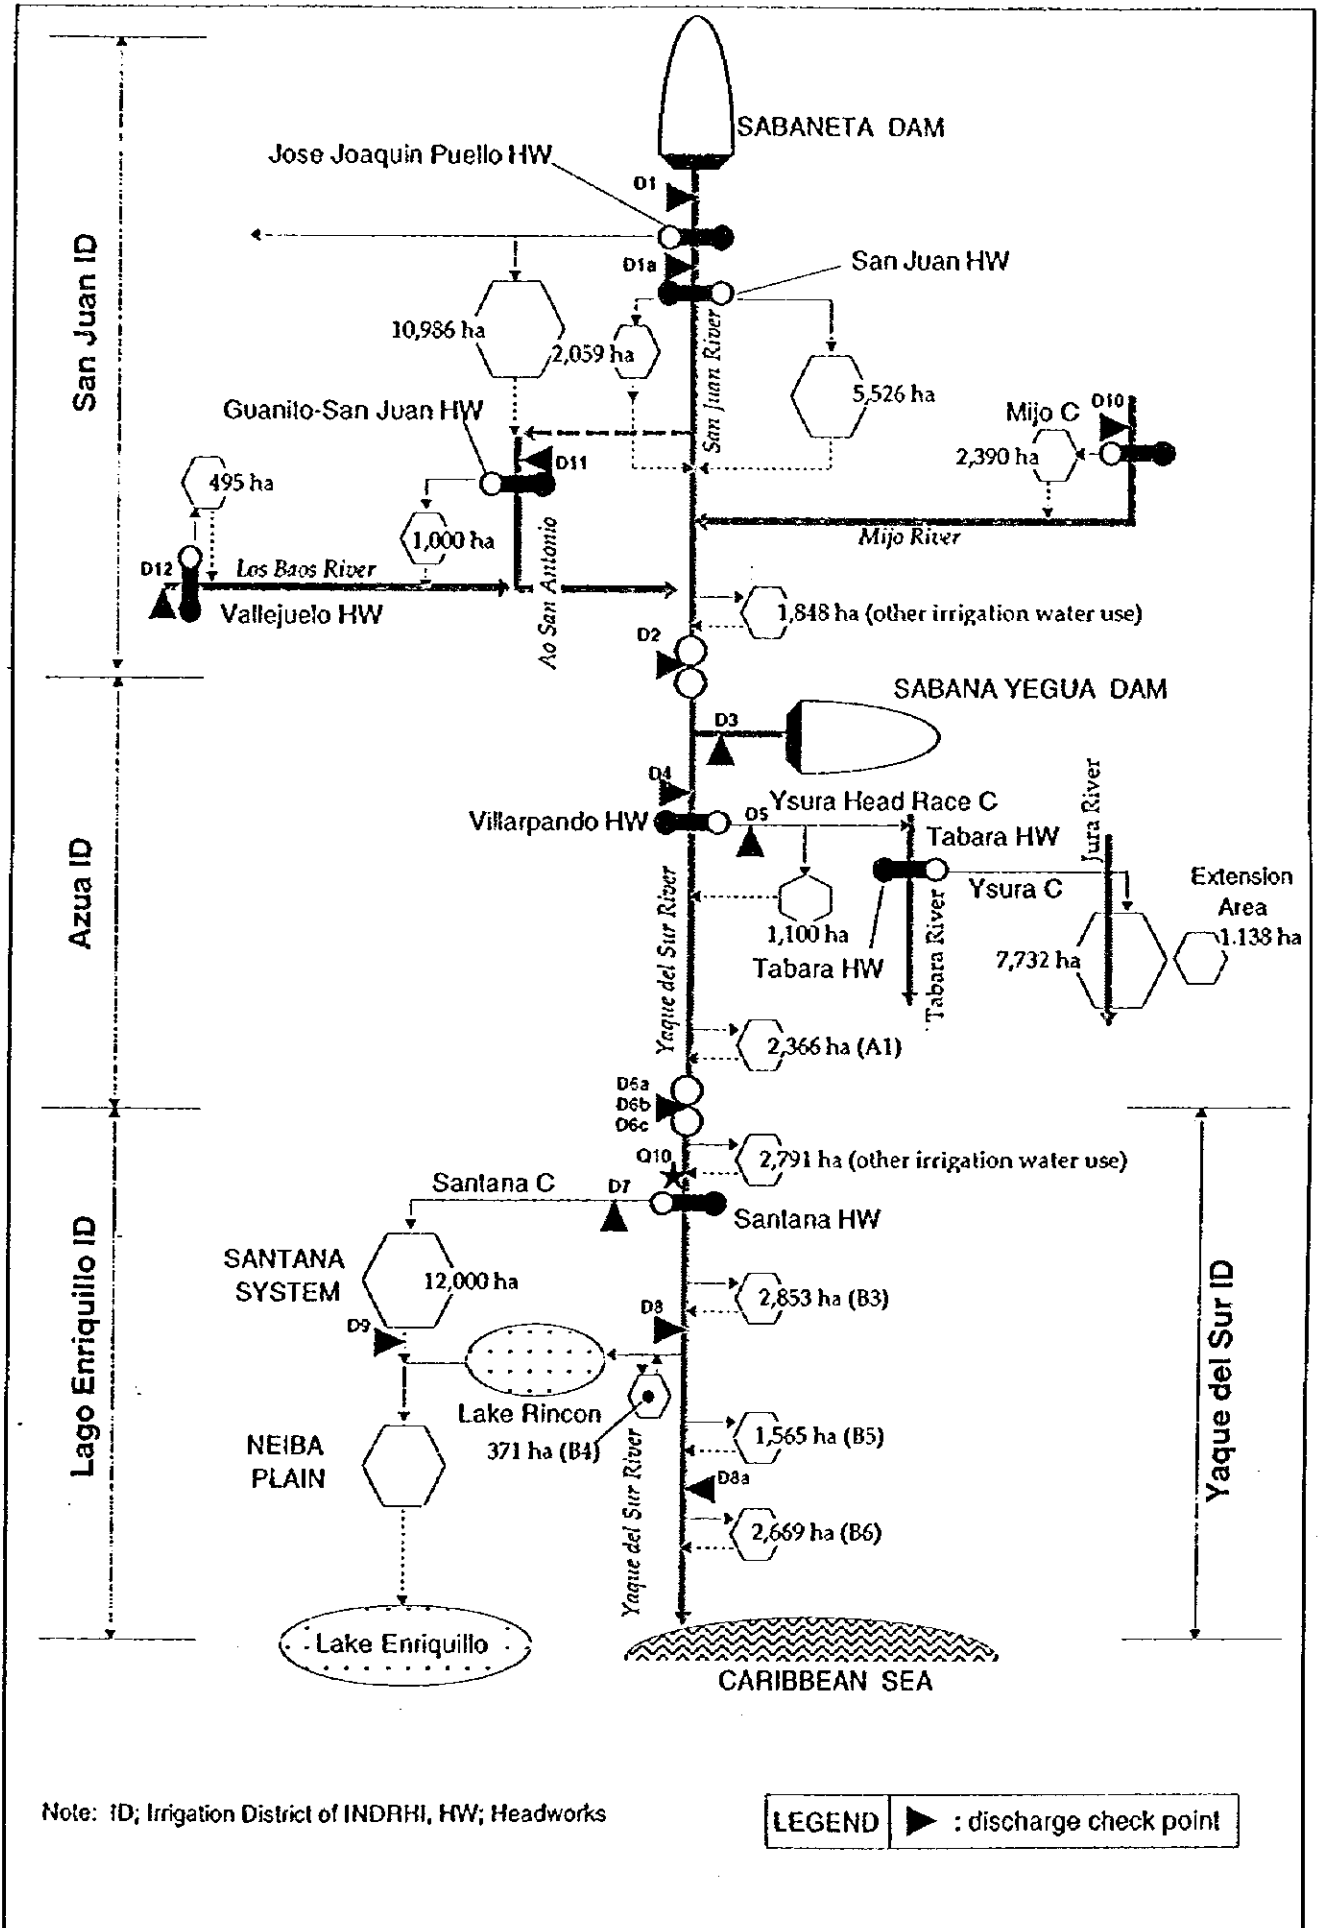 SABANETA DAM
Jose Joaquin Puello HW
D1
D1a
San Juan HW
San Juan ID
10,986 ha
2,059 ha
San Juan River
5,526 ha
Guanilo-San Juan HW
Mijo C
D10
2,390 ha
D11
495 ha
1,000 ha
Mijo River
D12
Los Baos River
Vallejuelo HW
Ao San Antonio
1,848 ha (other irrigation water use)
D2
SABANA YEGUA DAM
D3
D4
Villarpando HW
D5
Ysura Head Race C
Tabara HW
Jura River
Azua ID
Yaque del Sur River
Ysura C
Extension
Area
1.138 ha
1,100 ha
Tabara HW
Tabara River
7,732 ha
2,366 ha (A1)
D6a
D6b
D6c
2,791 ha (other irrigation water use)
Q10
Santana C
D7
Santana HW
Lago Enriquillo ID
SANTANA
SYSTEM
12,000 ha
2,853 ha (B3)
D8
D9
Yaque del Sur ID
Lake Rincon
371 ha (B4)
1,565 ha (B5)
NEIBA
PLAIN
Yaque del Sur River
D8a
2,669 ha (B6)
Lake Enriquillo
CARIBBEAN SEA
Note: ID; Irrigation District of INDRHI, HW; Headworks
LEGEND
: discharge check point